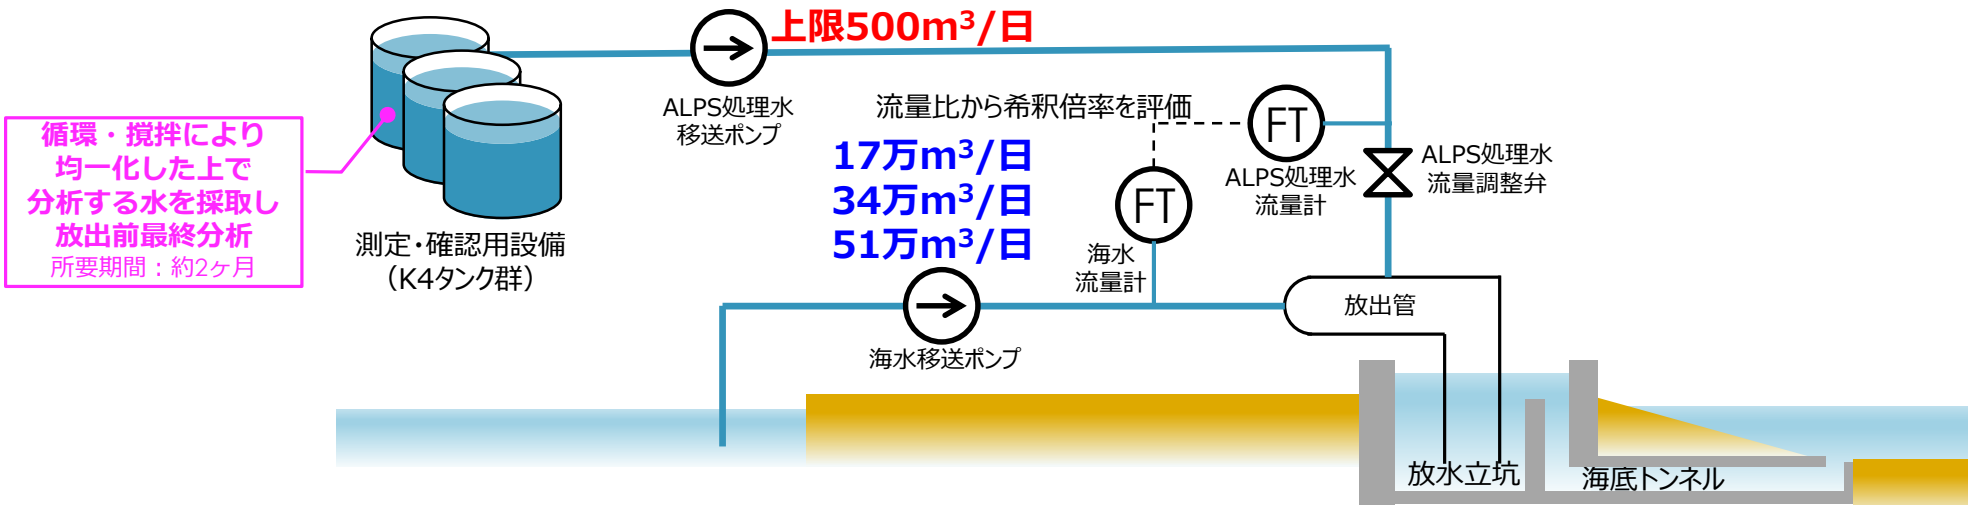 上限500m³/日
ALPS処理水
移送ポンプ
流量比から希釈倍率を評価
17万m³/日
34万m³/日
51万m³/日
FT
ALPS処理水
流量計
ALPS処理水
流量調整弁
FT
海水
流量計
循環・撹拌により
均一化した上で
分析する水を採取し
放出前最終分析
所要期間：約2ヶ月
測定・確認用設備
（K4タンク群）
海水移送ポンプ
放出管
放水立坑
海底トンネル